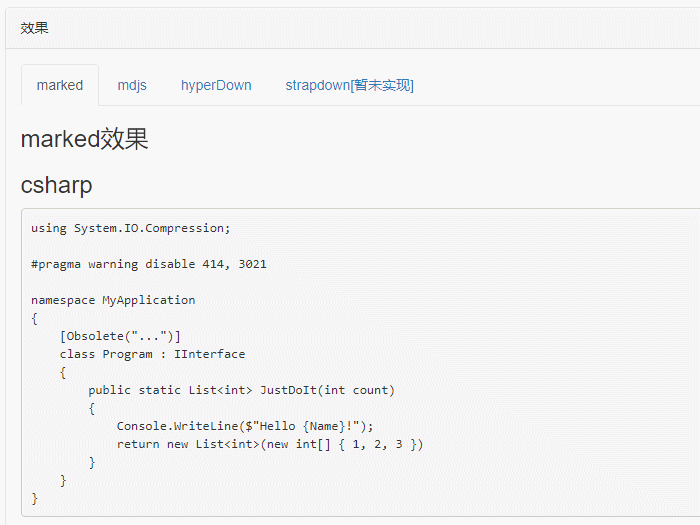 效果
marked mdjs hyperDown strapdown[暂未实现]
marked效果
csharp
using System.IO.Compression;
#pragma warning disable 414, 3021
namespace MyApplication
{
    [Obsolete("...")]
    class Program : IInterface
    {
        public static List<int> JustDoIt(int count)
        {
            Console.WriteLine($"Hello {Name}!");
            return new List<int>(new int[] { 1, 2, 3 })
        }
    }
}